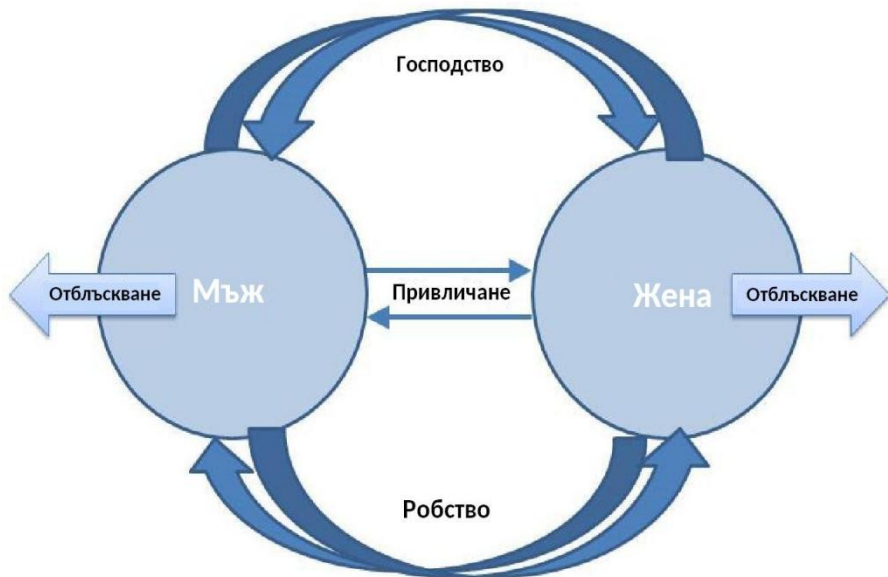 Господство
Отблъскване
Мъж
Привличане
Жена
Отблъскване
Робство